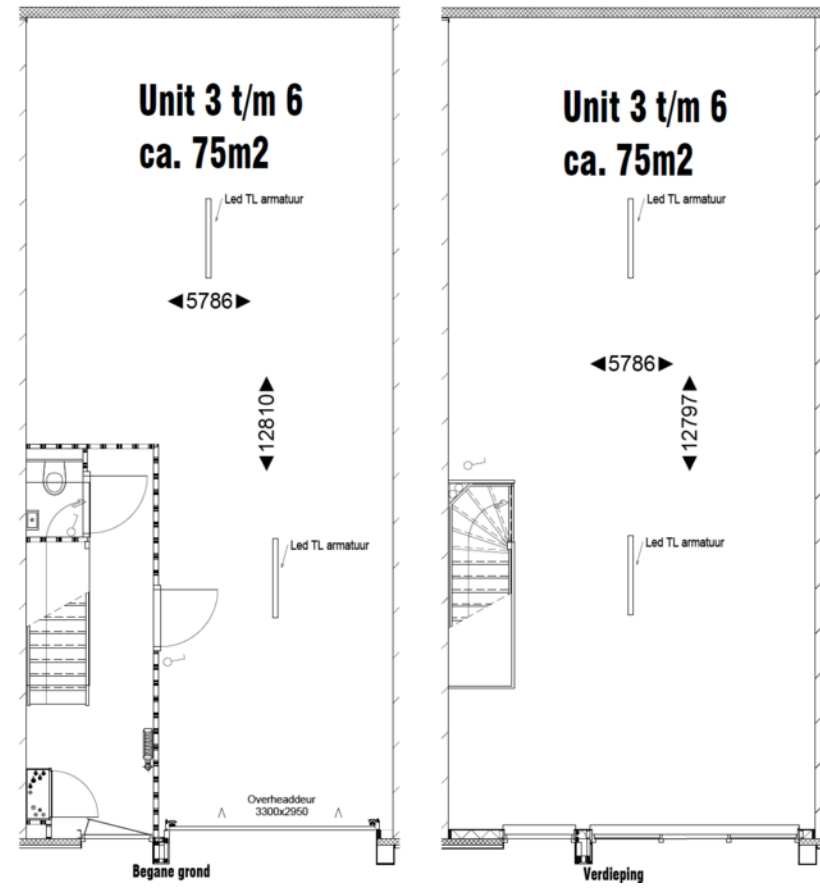 Unit 3 t/m 6
ca. 75m2
Led TL armatuur
5786
12810
Led TL armatuur
Overheaddeur
3300x2950
Begane grond
Unit 3 t/m 6
ca. 75m2
Led TL armatuur
5786
12797
Led TL armatuur
Verdieping